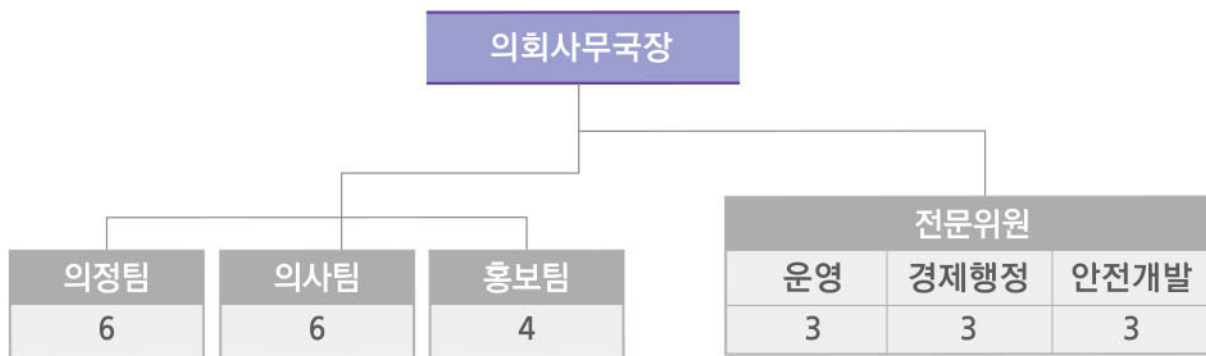 의회사무국장
전문위원
의정팀 의사팀 홍보팀
운영 경제행정 안전개발
6 6 4
3 3 3